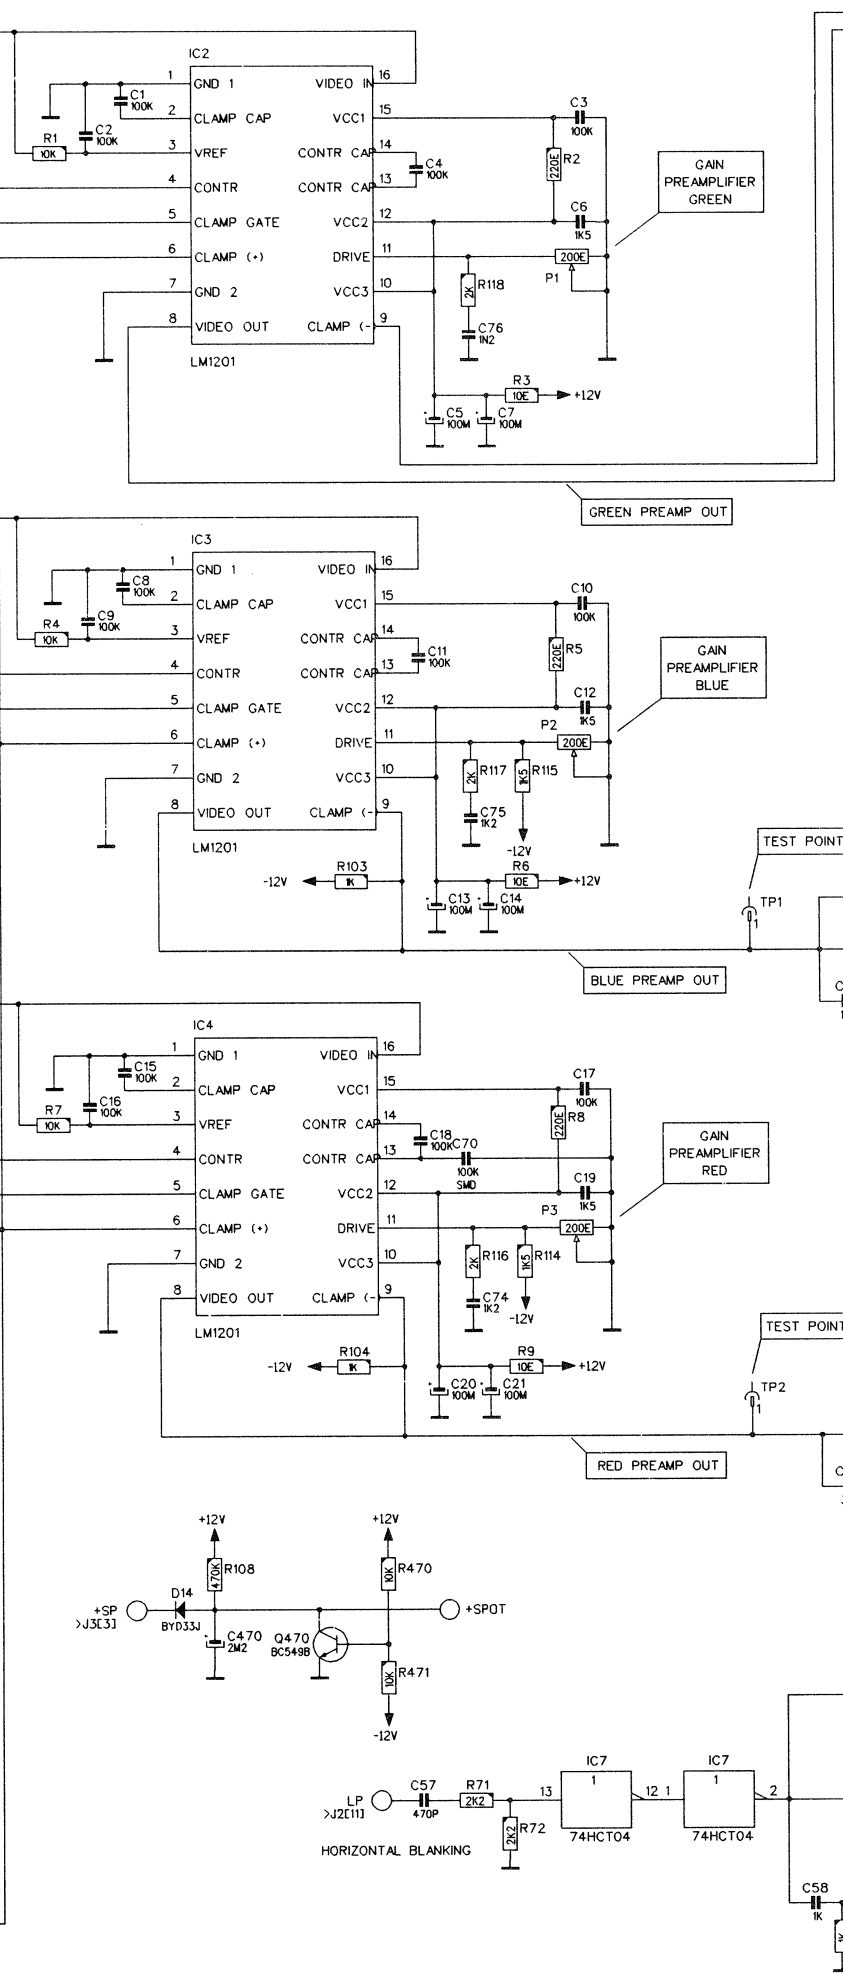 IC2
1 GND 1 VIDEO IN 16
2 CLAMP CAP VCC1 15
3 VREF CONTR CAP 14
4 CONTR CONTR CAP 13
5 CLAMP GATE VCC2 12
6 CLAMP (+) DRIVE 11
7 GND 2 VCC3 10
8 VIDEO OUT CLAMP (- 9
LM1201
C1
100K
C2
100K
R1
10K
C3
100K
R2
220E
C4
100K
C6
1K5
200E
P1
R118
2K
C76
1N2
R3
10E
+12V
C5
100M
C7
100M
GAIN
PREAMPLIFIER
GREEN
GREEN PREAMP OUT
IC3
1 GND 1 VIDEO IN 16
2 CLAMP CAP VCC1 15
3 VREF CONTR CAP 14
4 CONTR CONTR CAP 13
5 CLAMP GATE VCC2 12
6 CLAMP (+) DRIVE 11
7 GND 2 VCC3 10
8 VIDEO OUT CLAMP (- 9
LM1201
C8
100K
C9
100K
R4
10K
C10
100K
R5
220E
C11
100K
C12
1K5
P2
200E
R117
2K
R115
1K5
C75
1K2
-12V
R6
10E
+12V
-12V
R103
1K
C13
100M
C14
100M
GAIN
PREAMPLIFIER
BLUE
TEST POINT
TP1
1
BLUE PREAMP OUT
IC4
1 GND 1 VIDEO IN 16
2 CLAMP CAP VCC1 15
3 VREF CONTR CAP 14
4 CONTR CONTR CAP 13
5 CLAMP GATE VCC2 12
6 CLAMP (+) DRIVE 11
7 GND 2 VCC3 10
8 VIDEO OUT CLAMP (- 9
LM1201
C15
100K
C16
100K
R7
10K
C17
100K
R8
220E
C18
100K
C70
100K
SMD
C19
1K5
P3
200E
R116
2K
R114
1K5
C74
1K2
-12V
R9
10E
+12V
-12V
R104
1K
C20
100M
C21
100M
GAIN
PREAMPLIFIER
RED
TEST POINT
TP2
1
RED PREAMP OUT
+12V
R108
470K
+12V
R470
10K
+SP
>J3[3]
D14
BYD33J
C470
2M2
Q470
BC549B
+SPOT
R471
10K
-12V
LP
>J2[11]
C57
470P
R71
2K2
R72
2K2
HORIZONTAL BLANKING
13
IC7
1
12
74HCT04
1
IC7
1
2
74HCT04
C58
1K
1K